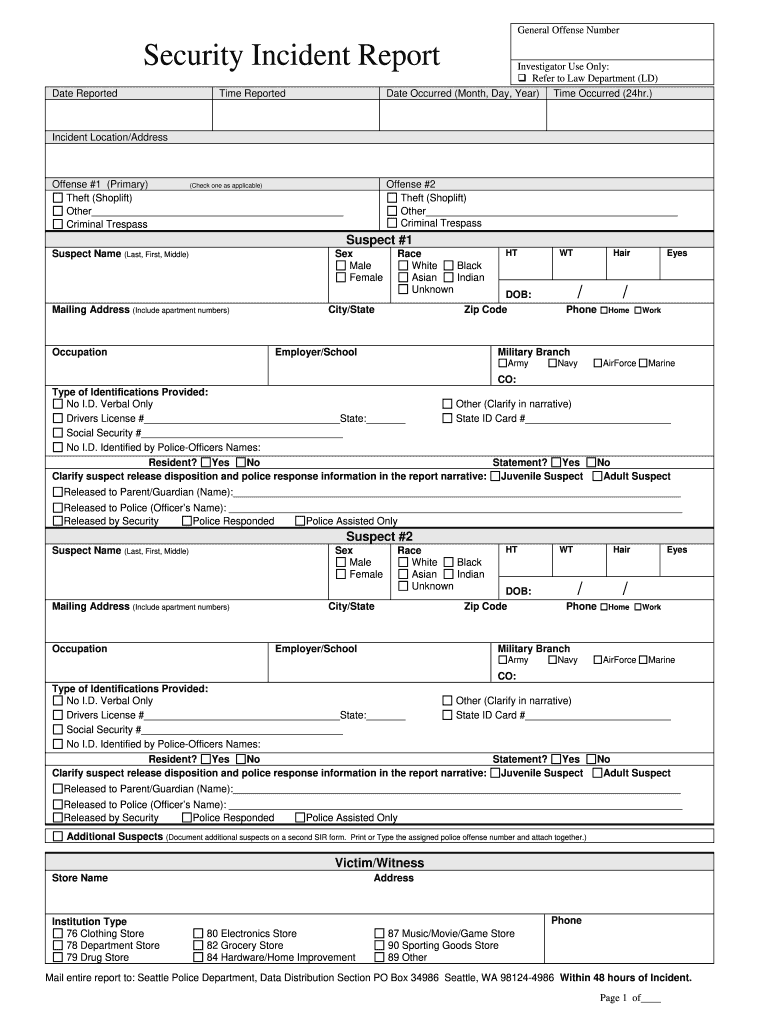 General Offense Number
Security Incident Report
Investigator Use Only:
❑ Refer to Law Department (LD)
Date Reported Time Reported Date Occurred (Month, Day, Year) Time Occurred (24hr.)
Incident Location/Address
Offense #1 (Primary) (Check one as applicable) Offense #2
☐ Theft (Shoplift) ☐ Theft (Shoplift)
☐ Other____ ☐ Other____
☐ Criminal Trespass ☐ Criminal Trespass
Suspect #1
Suspect Name (Last, First, Middle) Sex Race HT WT Hair Eyes
☐ Male ☐ White ☐ Black
☐ Female ☐ Asian ☐ Indian
☐ Unknown DOB: / /
Mailing Address (Include apartment numbers) City/State Zip Code Phone ☐Home ☐Work
Occupation Employer/School Military Branch
☐Army ☐Navy ☐AirForce ☐Marine
CO:
Type of Identifications Provided:
☐ No I.D. Verbal Only ☐ Other (Clarify in narrative)
☐ Drivers License #____State:____ ☐ State ID Card #____
☐ Social Security #____
☐ No I.D. Identified by Police-Officers Names:
Resident? ☐Yes ☐No Statement? ☐Yes ☐No
Clarify suspect release disposition and police response information in the report narrative: ☐Juvenile Suspect ☐Adult Suspect
☐Released to Parent/Guardian (Name):____
☐Released to Police (Officer's Name): ____
☐Released by Security ☐Police Responded ☐Police Assisted Only
Suspect #2
Suspect Name (Last, First, Middle) Sex Race HT WT Hair Eyes
☐ Male ☐ White ☐ Black
☐ Female ☐ Asian ☐ Indian
☐ Unknown DOB: / /
Mailing Address (Include apartment numbers) City/State Zip Code Phone ☐Home ☐Work
Occupation Employer/School Military Branch
☐Army ☐Navy ☐AirForce ☐Marine
CO:
Type of Identifications Provided:
☐ No I.D. Verbal Only ☐ Other (Clarify in narrative)
☐ Drivers License #____State:____ ☐ State ID Card #____
☐ Social Security #____
☐ No I.D. Identified by Police-Officers Names:
Resident? ☐Yes ☐No Statement? ☐Yes ☐No
Clarify suspect release disposition and police response information in the report narrative: ☐Juvenile Suspect ☐Adult Suspect
☐Released to Parent/Guardian (Name):____
☐Released to Police (Officer's Name): ____
☐Released by Security ☐Police Responded ☐Police Assisted Only
☐ Additional Suspects (Document additional suspects on a second SIR form. Print or Type the assigned police offense number and attach together.)
Victim/Witness
Store Name Address
Institution Type Phone
☐ 76 Clothing Store ☐ 80 Electronics Store ☐ 87 Music/Movie/Game Store
☐ 78 Department Store ☐ 82 Grocery Store ☐ 90 Sporting Goods Store
☐ 79 Drug Store ☐ 84 Hardware/Home Improvement ☐ 89 Other
Mail entire report to: Seattle Police Department, Data Distribution Section PO Box 34986 Seattle, WA 98124-4986 Within 48 hours of Incident.
Page 1 of____